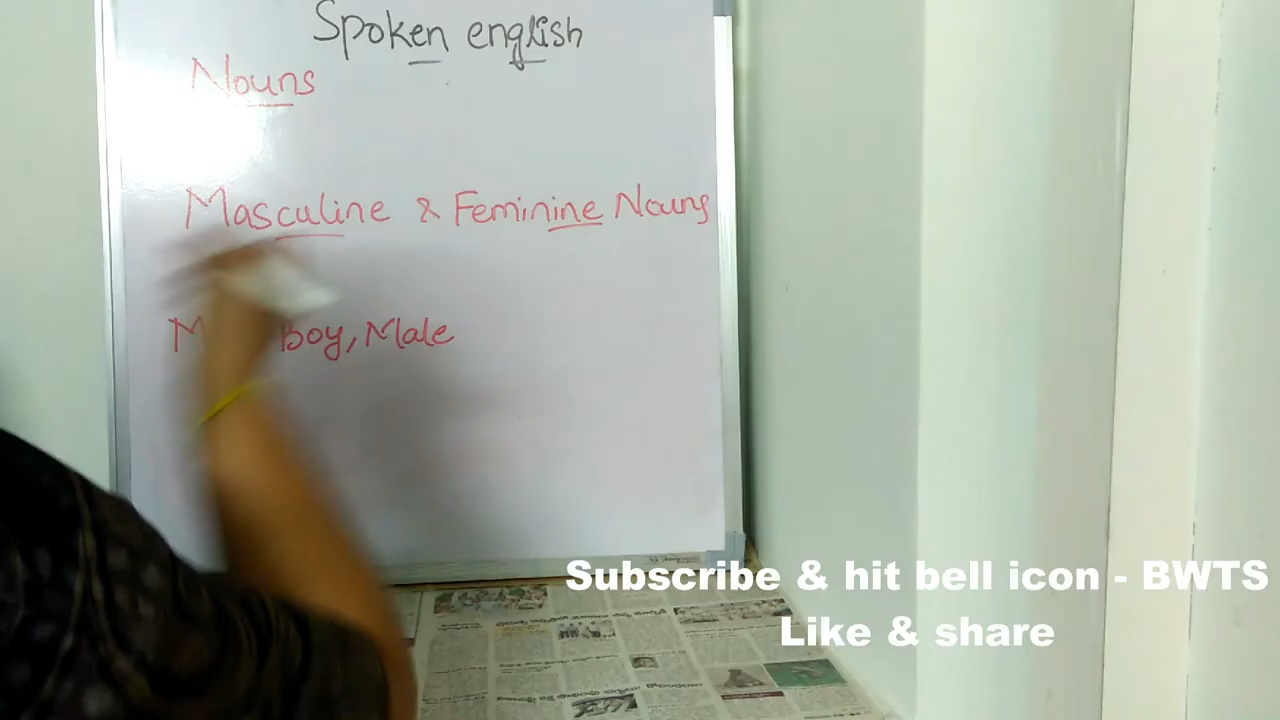 Spoken english
Nouns
Masculine & Feminine Nouns
Boy, Male
Subscribe & hit bell icon - BWTS
Like & share